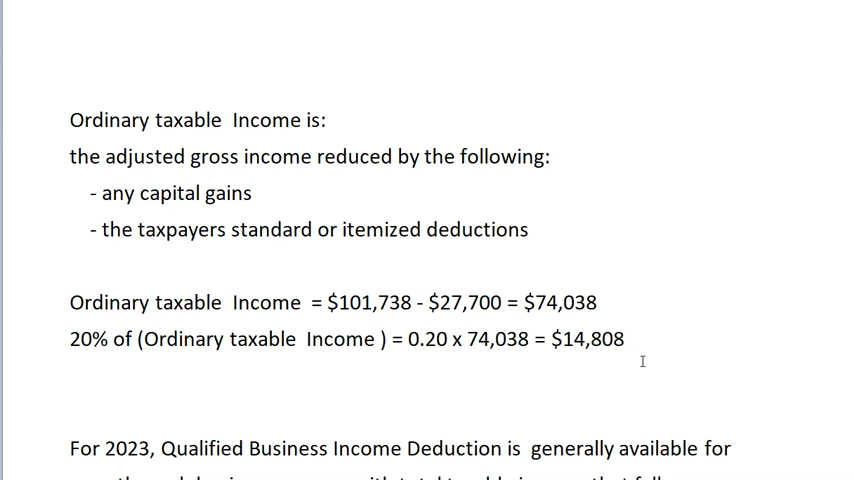 Ordinary taxable  Income is:
the adjusted gross income reduced by the following:
- any capital gains
- the taxpayers standard or itemized deductions
Ordinary taxable  Income  = $101,738 - $27,700 = $74,038
20% of (Ordinary taxable  Income ) = 0.20 x 74,038 = $14,808
For 2023, Qualified Business Income Deduction is  generally available for